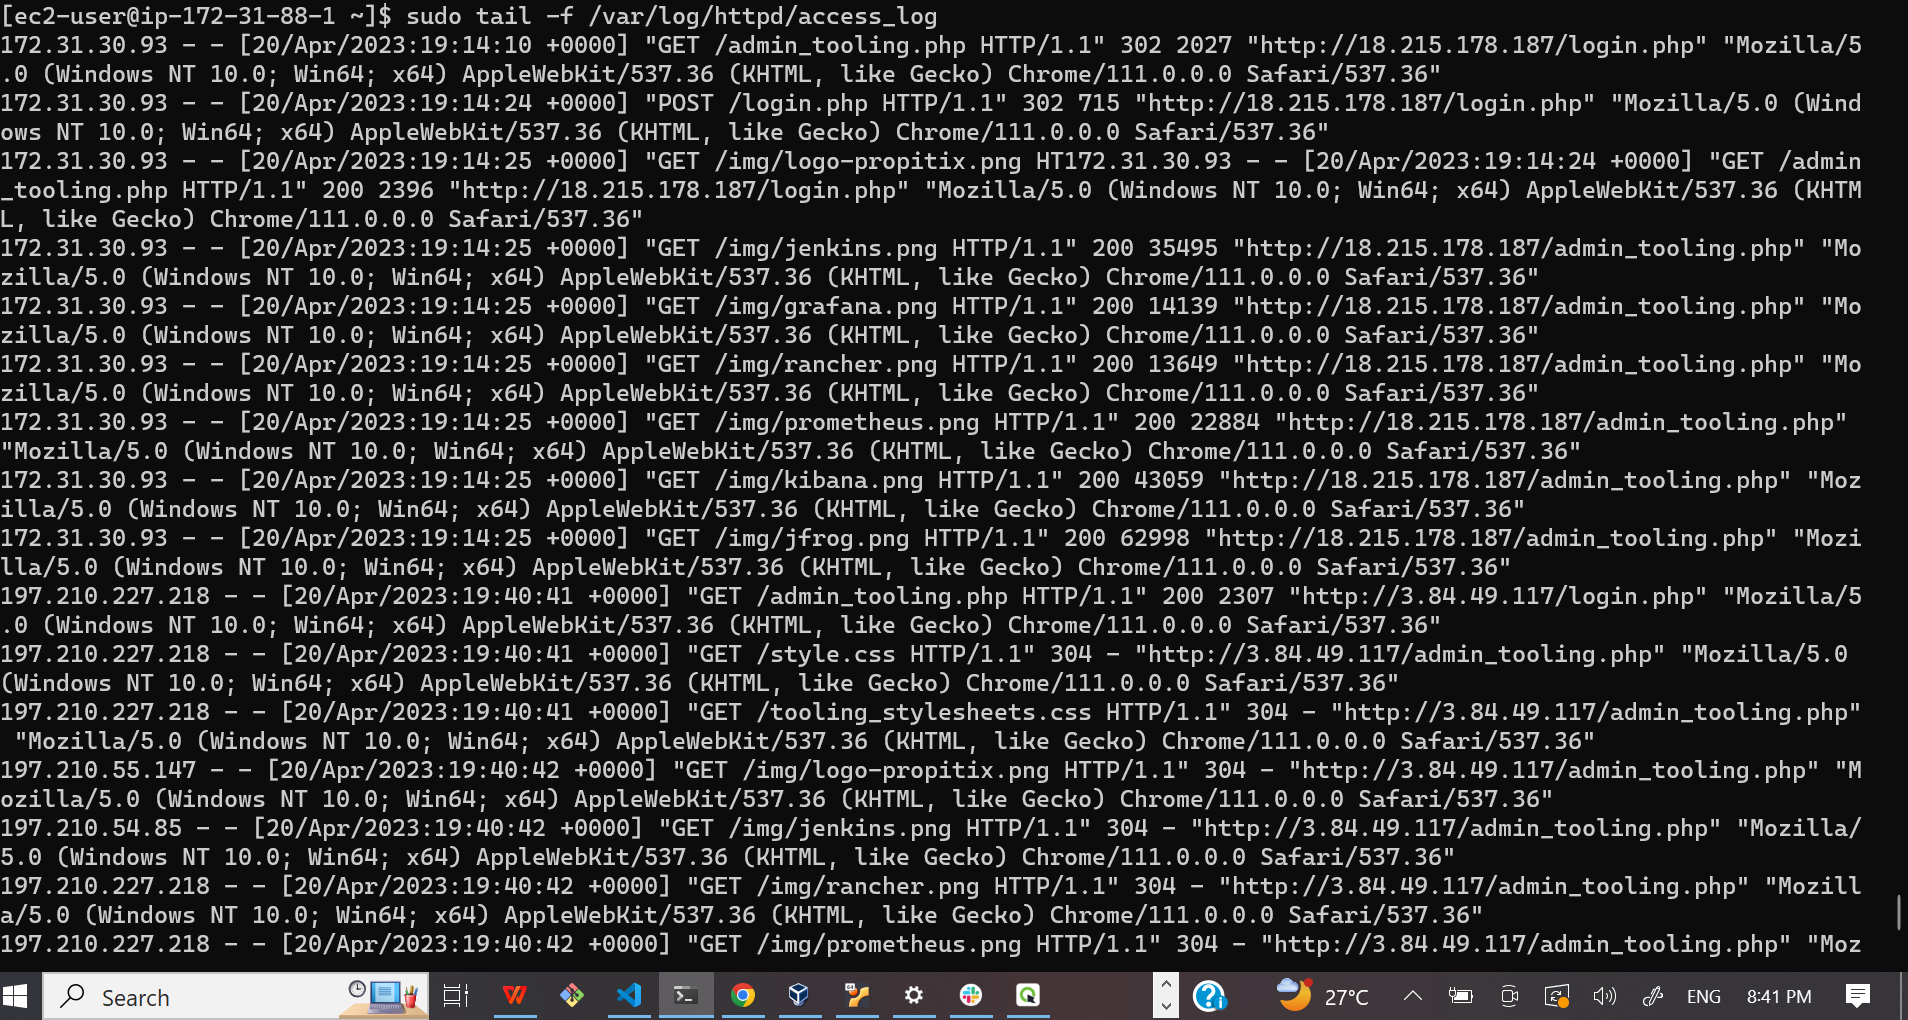 [ec2-user@ip-172-31-88-1 ~]$ sudo tail -f /var/log/httpd/access_log
172.31.30.93 - - [20/Apr/2023:19:14:10 +0000] "GET /admin_tooling.php HTTP/1.1" 302 2027 "http://18.215.178.187/login.php" "Mozilla/5
.0 (Windows NT 10.0; Win64; x64) AppleWebKit/537.36 (KHTML, like Gecko) Chrome/111.0.0.0 Safari/537.36"
172.31.30.93 - - [20/Apr/2023:19:14:24 +0000] "POST /login.php HTTP/1.1" 302 715 "http://18.215.178.187/login.php" "Mozilla/5.0 (Wind
ows NT 10.0; Win64; x64) AppleWebKit/537.36 (KHTML, like Gecko) Chrome/111.0.0.0 Safari/537.36"
172.31.30.93 - - [20/Apr/2023:19:14:25 +0000] "GET /img/logo-propitix.png HT172.31.30.93 - - [20/Apr/2023:19:14:24 +0000] "GET /admin
_tooling.php HTTP/1.1" 200 2396 "http://18.215.178.187/login.php" "Mozilla/5.0 (Windows NT 10.0; Win64; x64) AppleWebKit/537.36 (KHTM
L, like Gecko) Chrome/111.0.0.0 Safari/537.36"
172.31.30.93 - - [20/Apr/2023:19:14:25 +0000] "GET /img/jenkins.png HTTP/1.1" 200 35495 "http://18.215.178.187/admin_tooling.php" "Mo
zilla/5.0 (Windows NT 10.0; Win64; x64) AppleWebKit/537.36 (KHTML, like Gecko) Chrome/111.0.0.0 Safari/537.36"
172.31.30.93 - - [20/Apr/2023:19:14:25 +0000] "GET /img/grafana.png HTTP/1.1" 200 14139 "http://18.215.178.187/admin_tooling.php" "Mo
zilla/5.0 (Windows NT 10.0; Win64; x64) AppleWebKit/537.36 (KHTML, like Gecko) Chrome/111.0.0.0 Safari/537.36"
172.31.30.93 - - [20/Apr/2023:19:14:25 +0000] "GET /img/rancher.png HTTP/1.1" 200 13649 "http://18.215.178.187/admin_tooling.php" "Mo
zilla/5.0 (Windows NT 10.0; Win64; x64) AppleWebKit/537.36 (KHTML, like Gecko) Chrome/111.0.0.0 Safari/537.36"
172.31.30.93 - - [20/Apr/2023:19:14:25 +0000] "GET /img/prometheus.png HTTP/1.1" 200 22884 "http://18.215.178.187/admin_tooling.php"
"Mozilla/5.0 (Windows NT 10.0; Win64; x64) AppleWebKit/537.36 (KHTML, like Gecko) Chrome/111.0.0.0 Safari/537.36"
172.31.30.93 - - [20/Apr/2023:19:14:25 +0000] "GET /img/kibana.png HTTP/1.1" 200 43059 "http://18.215.178.187/admin_tooling.php" "Moz
illa/5.0 (Windows NT 10.0; Win64; x64) AppleWebKit/537.36 (KHTML, like Gecko) Chrome/111.0.0.0 Safari/537.36"
172.31.30.93 - - [20/Apr/2023:19:14:25 +0000] "GET /img/jfrog.png HTTP/1.1" 200 62998 "http://18.215.178.187/admin_tooling.php" "Mozi
lla/5.0 (Windows NT 10.0; Win64; x64) AppleWebKit/537.36 (KHTML, like Gecko) Chrome/111.0.0.0 Safari/537.36"
197.210.227.218 - - [20/Apr/2023:19:40:41 +0000] "GET /admin_tooling.php HTTP/1.1" 200 2307 "http://3.84.49.117/login.php" "Mozilla/5
.0 (Windows NT 10.0; Win64; x64) AppleWebKit/537.36 (KHTML, like Gecko) Chrome/111.0.0.0 Safari/537.36"
197.210.227.218 - - [20/Apr/2023:19:40:41 +0000] "GET /style.css HTTP/1.1" 304 - "http://3.84.49.117/admin_tooling.php" "Mozilla/5.0
(Windows NT 10.0; Win64; x64) AppleWebKit/537.36 (KHTML, like Gecko) Chrome/111.0.0.0 Safari/537.36"
197.210.227.218 - - [20/Apr/2023:19:40:41 +0000] "GET /tooling_stylesheets.css HTTP/1.1" 304 - "http://3.84.49.117/admin_tooling.php"
"Mozilla/5.0 (Windows NT 10.0; Win64; x64) AppleWebKit/537.36 (KHTML, like Gecko) Chrome/111.0.0.0 Safari/537.36"
197.210.55.147 - - [20/Apr/2023:19:40:42 +0000] "GET /img/logo-propitix.png HTTP/1.1" 304 - "http://3.84.49.117/admin_tooling.php" "M
ozilla/5.0 (Windows NT 10.0; Win64; x64) AppleWebKit/537.36 (KHTML, like Gecko) Chrome/111.0.0.0 Safari/537.36"
197.210.54.85 - - [20/Apr/2023:19:40:42 +0000] "GET /img/jenkins.png HTTP/1.1" 304 - "http://3.84.49.117/admin_tooling.php" "Mozilla/
5.0 (Windows NT 10.0; Win64; x64) AppleWebKit/537.36 (KHTML, like Gecko) Chrome/111.0.0.0 Safari/537.36"
197.210.227.218 - - [20/Apr/2023:19:40:42 +0000] "GET /img/rancher.png HTTP/1.1" 304 - "http://3.84.49.117/admin_tooling.php" "Mozill
a/5.0 (Windows NT 10.0; Win64; x64) AppleWebKit/537.36 (KHTML, like Gecko) Chrome/111.0.0.0 Safari/537.36"
197.210.227.218 - - [20/Apr/2023:19:40:42 +0000] "GET /img/prometheus.png HTTP/1.1" 304 - "http://3.84.49.117/admin_tooling.php" "Moz
Search 27°C ENG 8:41 PM